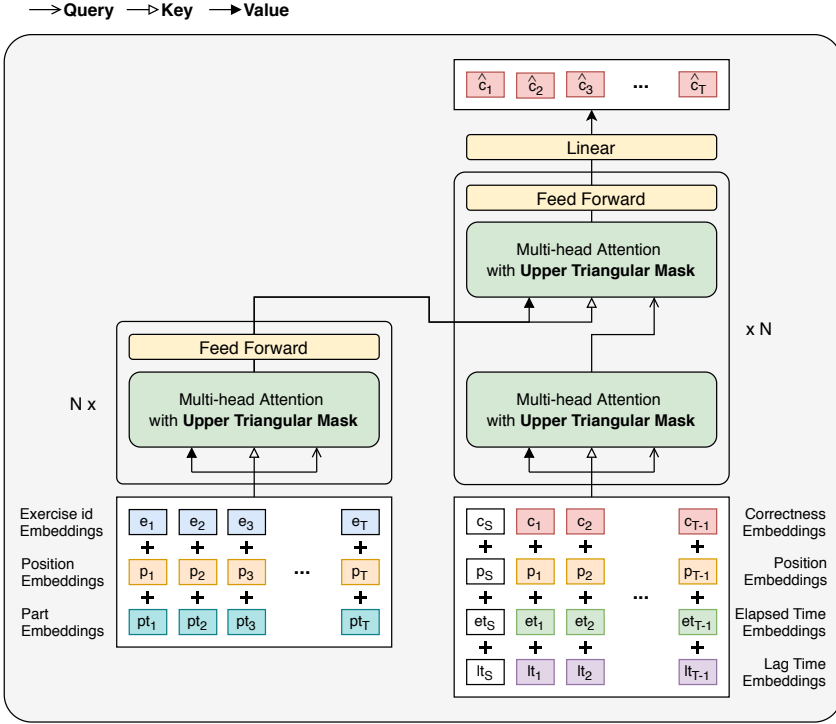 Query Key Value
ĉ1 ĉ2 ĉ3 ... ĉT
Linear
Feed Forward
Multi-head Attention
with Upper Triangular Mask
x N
Feed Forward
N x
Multi-head Attention
with Upper Triangular Mask
Multi-head Attention
with Upper Triangular Mask
Exercise id
Embeddings
e1 e2 e3 eT
+ + + +
Position
Embeddings
p1 p2 p3 ... pT
+ + + +
Part
Embeddings
pt1 pt2 pt3 ptT
cS c1 c2 cT-1
Correctness
Embeddings
+ + + +
pS p1 p2 pT-1
Position
Embeddings
...
+ + + +
etS et1 et2 etT-1
Elapsed Time
Embeddings
+ + + +
ltS lt1 lt2 ltT-1
Lag Time
Embeddings